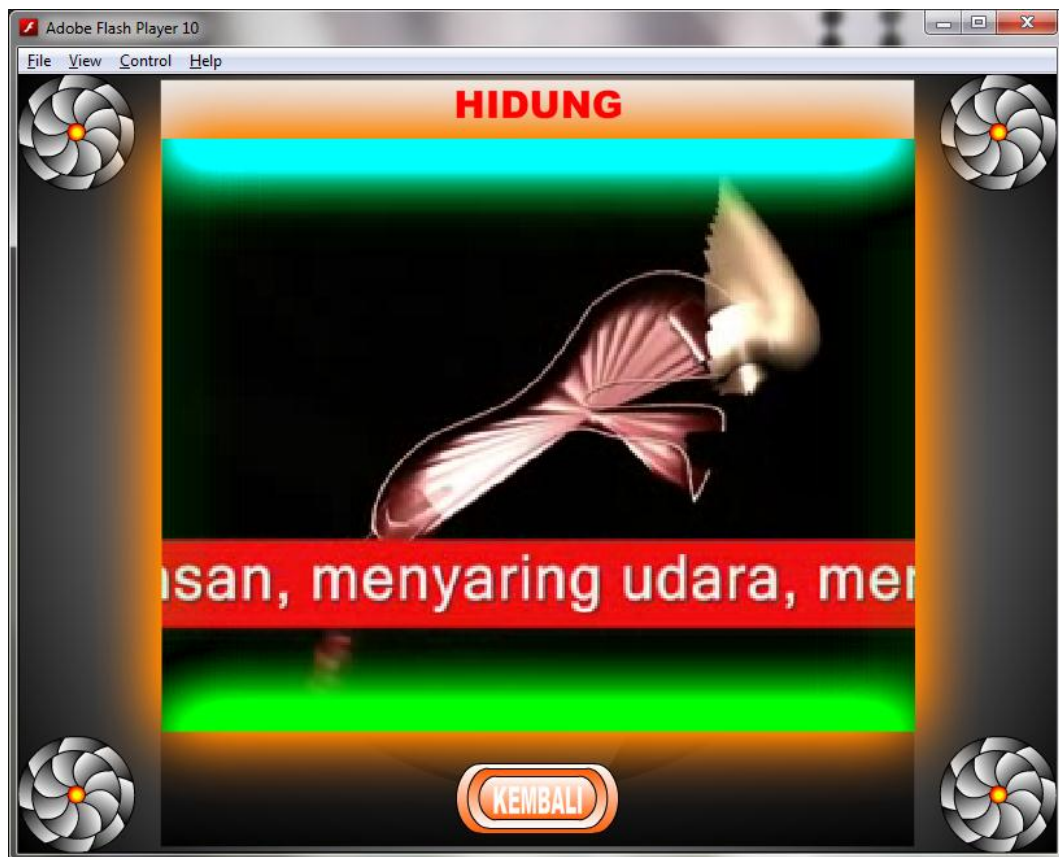 Adobe Flash Player 10
File View Control Help
HIDUNG
nsan, menyaring udara, mer
KEMBALI